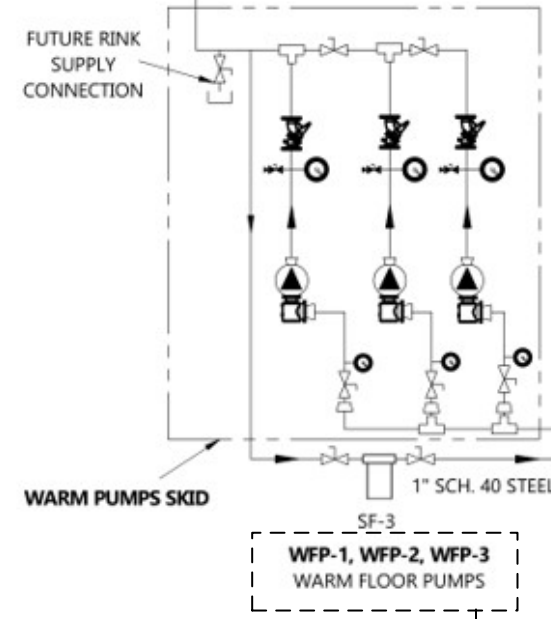 FUTURE RINK
SUPPLY
CONNECTION
WARM PUMPS SKID
1" SCH. 40 STEEL
SF-3
WFP-1, WFP-2, WFP-3
WARM FLOOR PUMPS